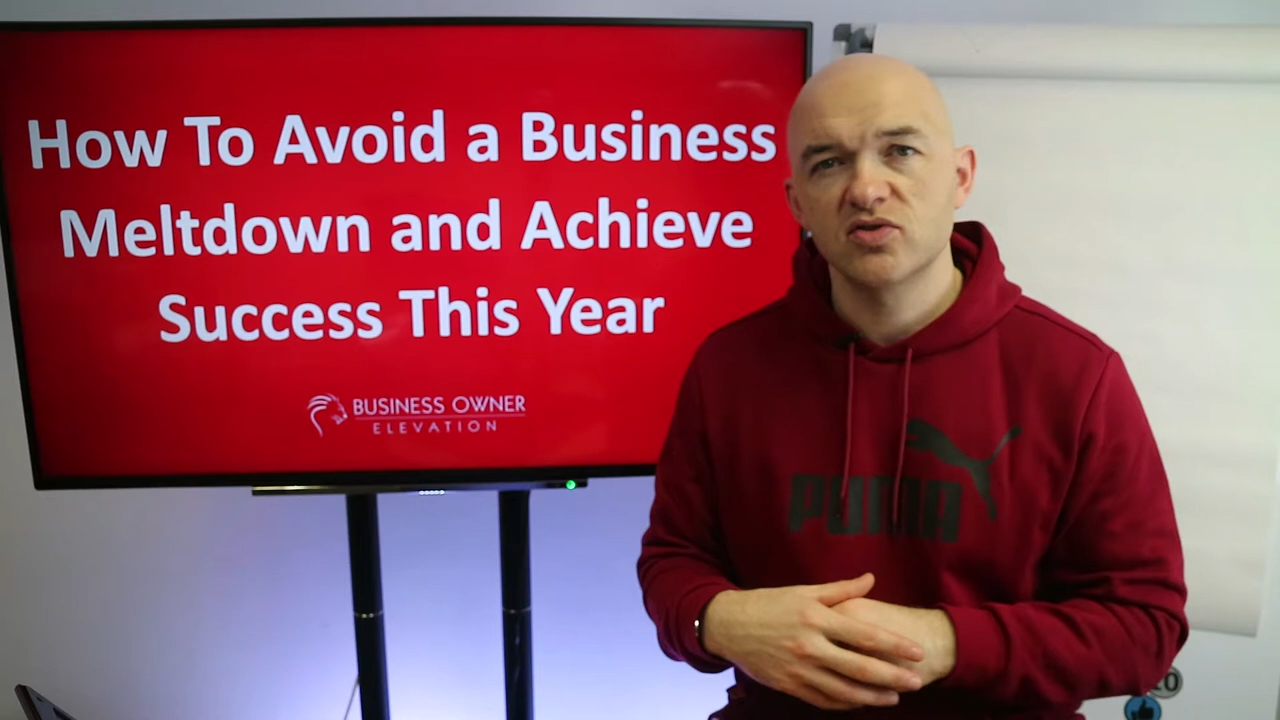 How To Avoid a Business
Meltdown and Achieve
Success This Year
BUSINESS OWNER
ELEVATION
PUMA